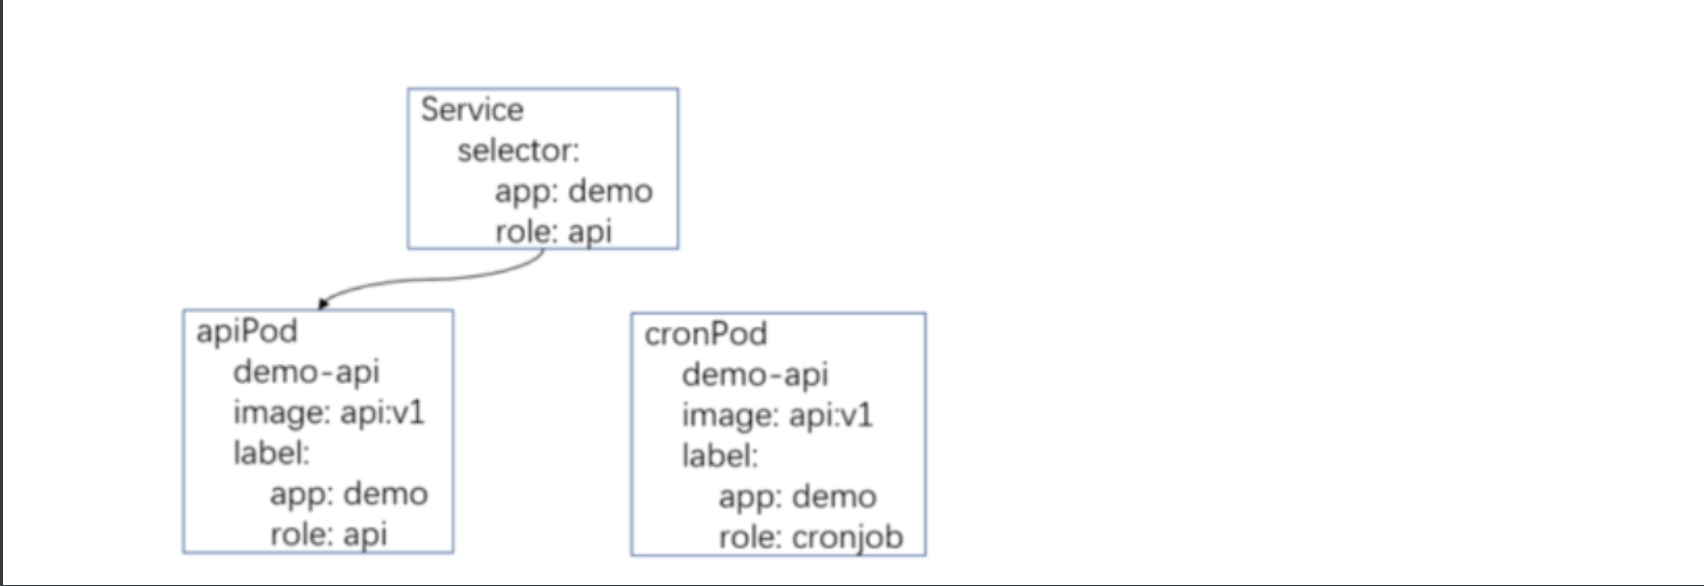 Service
selector:
app: demo
role: api
apiPod
demo-api
image: api:v1
label:
app: demo
role: api
cronPod
demo-api
image: api:v1
label:
app: demo
role: cronjob